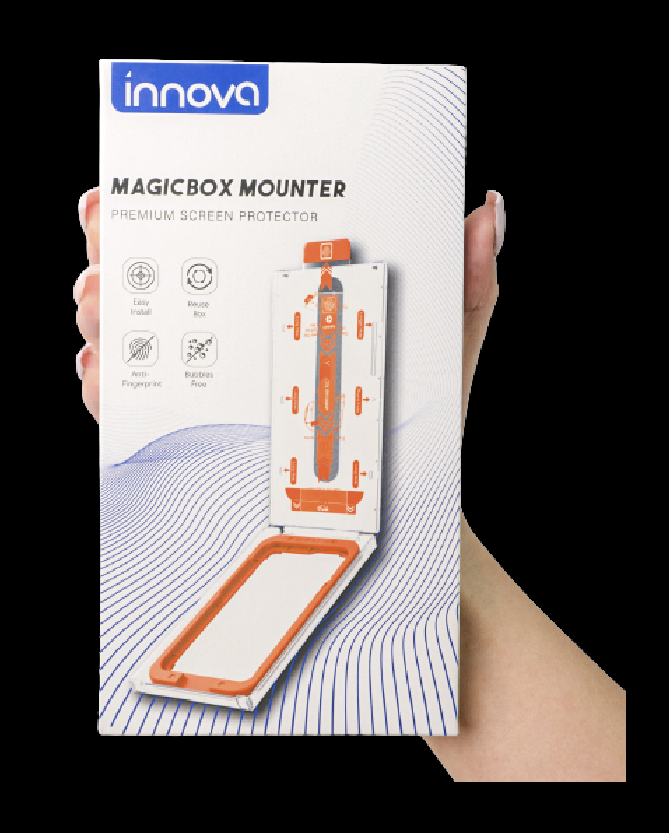 innova
MAGICBOX MOUNTER
PREMIUM SCREEN PROTECTOR
Easy
Install
Reuse
Box
Anti-
Fingerprint
Bubbles
Free